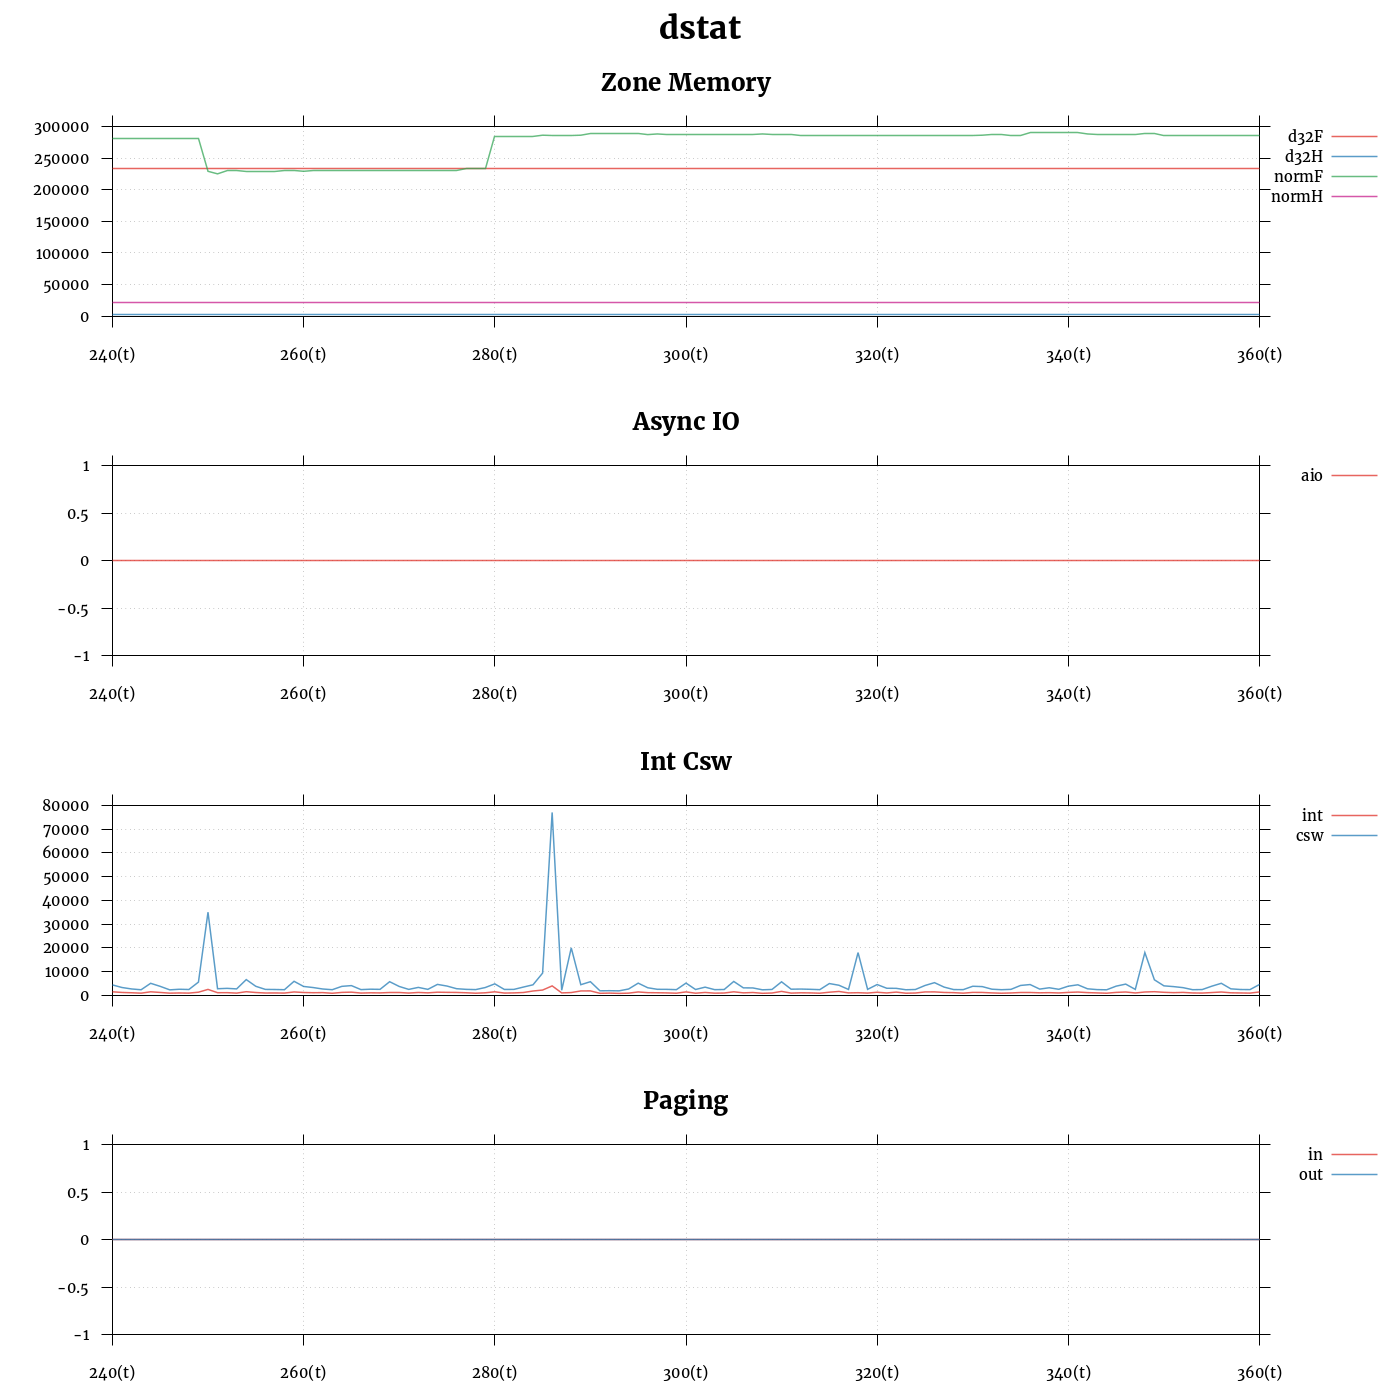 dstat
Zone Memory
300000
250000
200000
150000
100000
50000
0
240(t) 260(t) 280(t) 300(t) 320(t) 340(t) 360(t)
d32F
d32H
normF
normH
Async IO
1
0.5
0
-0.5
-1
240(t) 260(t) 280(t) 300(t) 320(t) 340(t) 360(t)
aio
Int Csw
80000
70000
60000
50000
40000
30000
20000
10000
0
240(t) 260(t) 280(t) 300(t) 320(t) 340(t) 360(t)
int
csw
Paging
1
0.5
0
-0.5
-1
240(t) 260(t) 280(t) 300(t) 320(t) 340(t) 360(t)
in
out